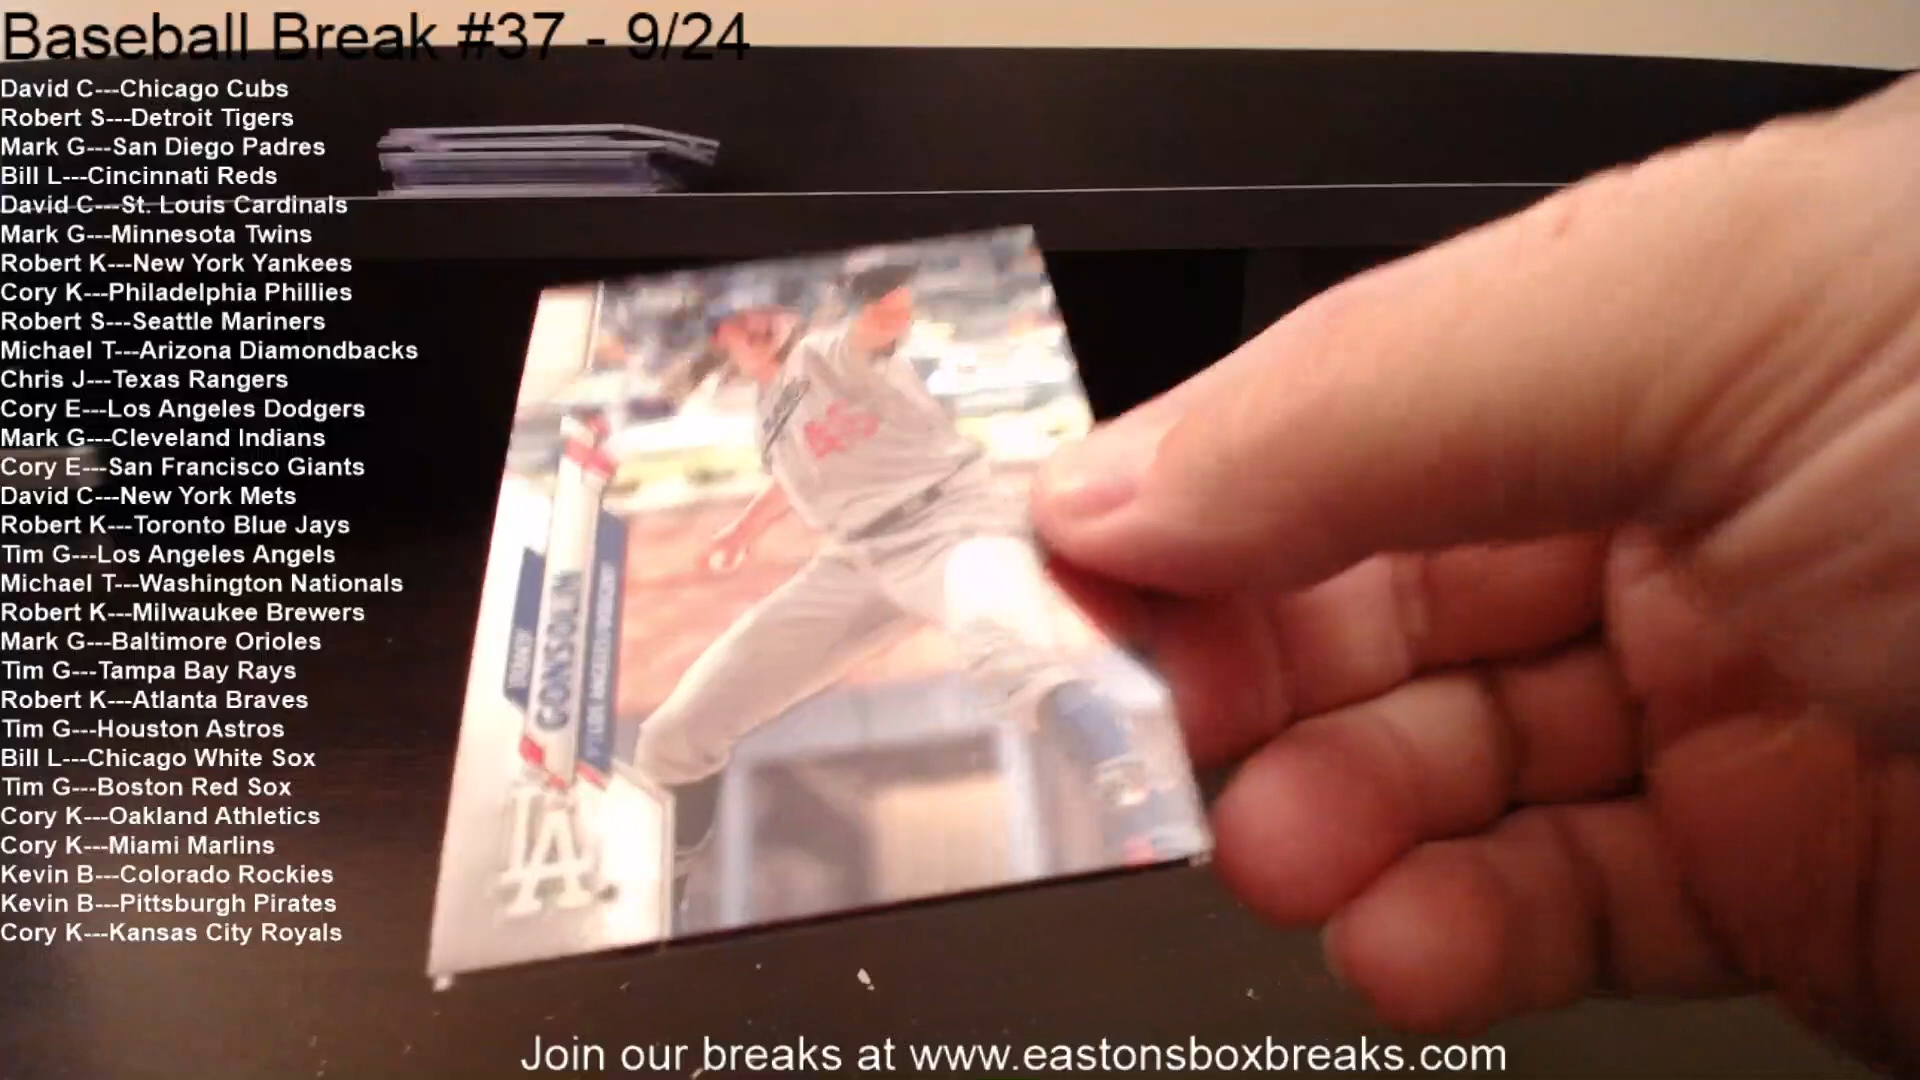 Baseball Break #37 - 9/24
David C---Chicago Cubs
Robert S---Detroit Tigers
Mark G---San Diego Padres
Bill L---Cincinnati Reds
David C---St. Louis Cardinals
Mark G---Minnesota Twins
Robert K---New York Yankees
Cory K---Philadelphia Phillies
Robert S---Seattle Mariners
Michael T---Arizona Diamondbacks
Chris J---Texas Rangers
Cory E---Los Angeles Dodgers
Mark G---Cleveland Indians
Cory E---San Francisco Giants
David C---New York Mets
Robert K---Toronto Blue Jays
Tim G---Los Angeles Angels
Michael T---Washington Nationals
Robert K---Milwaukee Brewers
Mark G---Baltimore Orioles
Tim G---Tampa Bay Rays
Robert K---Atlanta Braves
Tim G---Houston Astros
Bill L---Chicago White Sox
Tim G---Boston Red Sox
Cory K---Oakland Athletics
Cory K---Miami Marlins
Kevin B---Colorado Rockies
Kevin B---Pittsburgh Pirates
Cory K---Kansas City Royals
TONY
GONSOLIN
LOS ANGELES DODGERS
LA
Join our breaks at www.eastonsboxbreaks.com